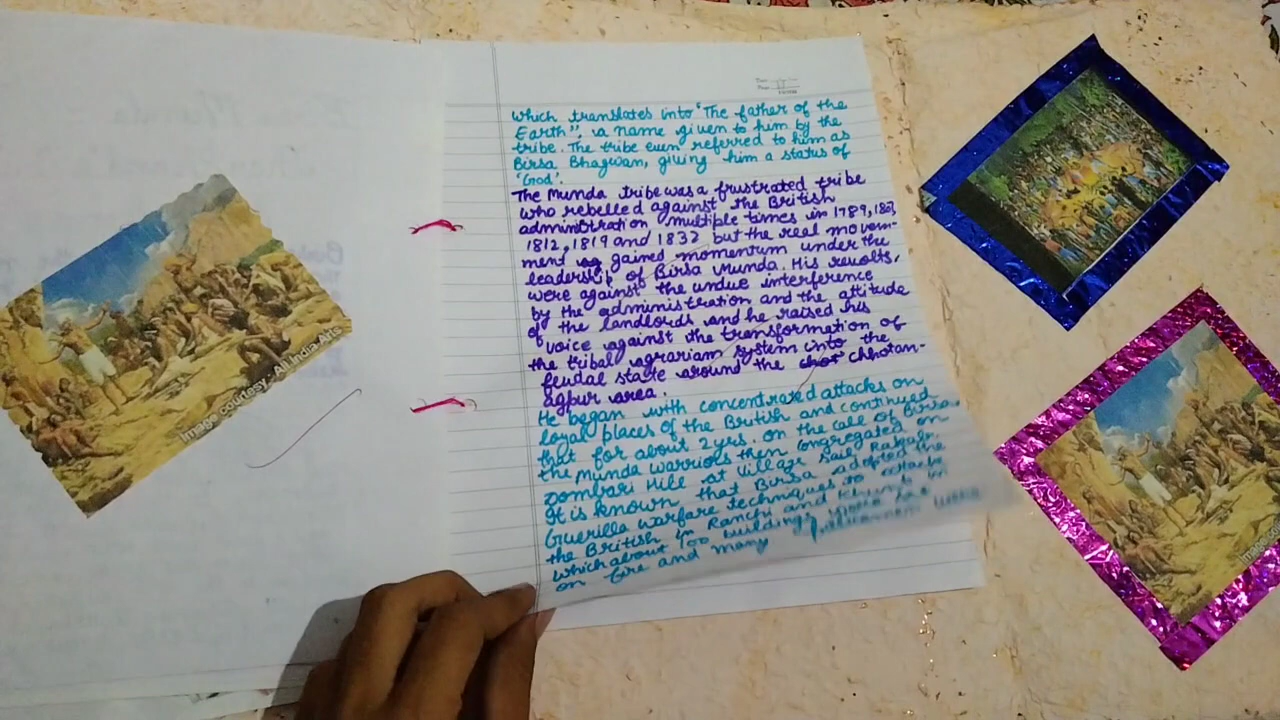 Image courtesy - All India Arts
which translates into "The father of the
Earth", a name given to him by the
tribe. The tribe even referred to him as
Birsa Bhagwan, giving him a status of
'God'.
The Munda tribe was a frustrated tribe
who rebelled against the British
administration multiple times in 1789,
1812, 1819 and 1832 but the real movem-
ment gained momentum under the
leadership of Birsa Munda. His revolts,
were against the undue interference
by the administration and the attitude
of the landlords and he raised his
voice against the transformation of
the tribal agrarian system into the
feudal state around the chhotan-
agpur area.
He began with concentrated attacks on
loyal places of the British and continued
that for about 2 yrs. on the call of Birsa
the Munda warriors then congregated on
Dombari Hill at Village Sail
It is known that Birsa adopted the
Guerilla warfare techniques to attack
the British in Ranchi and Khunti in
which about 100 buildings were
on fire and many policemen were